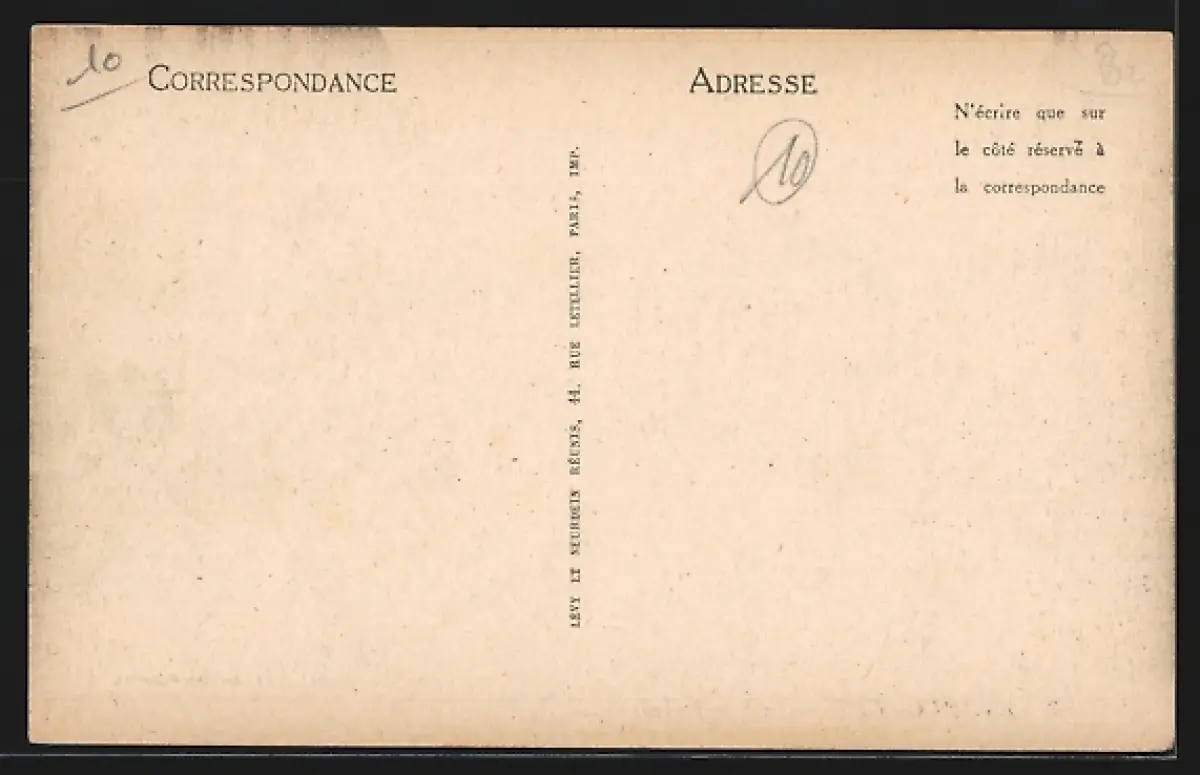 10
CORRESPONDANCE
ADRESSE
N'écrire que sur
le côté réservé à
la correspondance
10
LÉVY ET NEURDEIN RÉUNIS, 44. RUE LETELLIER, PARIS, IMP.